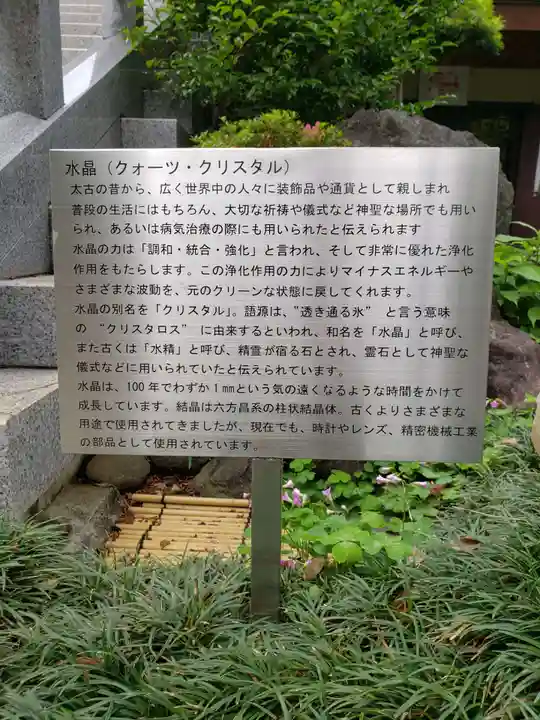 水晶（クォーツ・クリスタル）
太古の昔から、広く世界中の人々に装飾品や通貨として親しまれ
普段の生活にはもちろん、大切な祈祷や儀式など神聖な場所でも用い
られ、あるいは病気治療の際にも用いられたと伝えられます
水晶の力は「調和・統合・強化」と言われ、そして非常に優れた浄化
作用をもたらします。この浄化作用の力によりマイナスエネルギーや
さまざまな波動を、元のクリーンな状態に戻してくれます。
水晶の別名を「クリスタル」。語源は、"透き通る氷” と言う意味
の “クリスタロス” に由来するといわれ、和名を「水晶」と呼び、
また古くは「水精」と呼び、精霊が宿る石とされ、霊石として神聖な
儀式などに用いられていたと伝えられています。
水晶は、100年でわずか1㎜という気の遠くなるような時間をかけて
成長しています。結晶は六方昌系の柱状結晶体。古くよりさまざまな
用途で使用されてきましたが、現在でも、時計やレンズ、精密機械工業
の部品として使用されています。